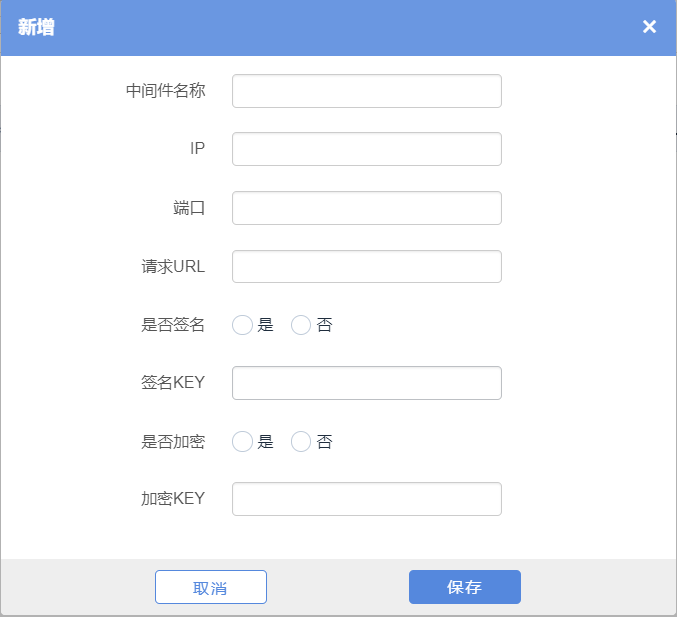 新增
中间件名称
IP
端口
请求URL
是否签名 是 否
签名KEY
是否加密 是 否
加密KEY
取消 保存